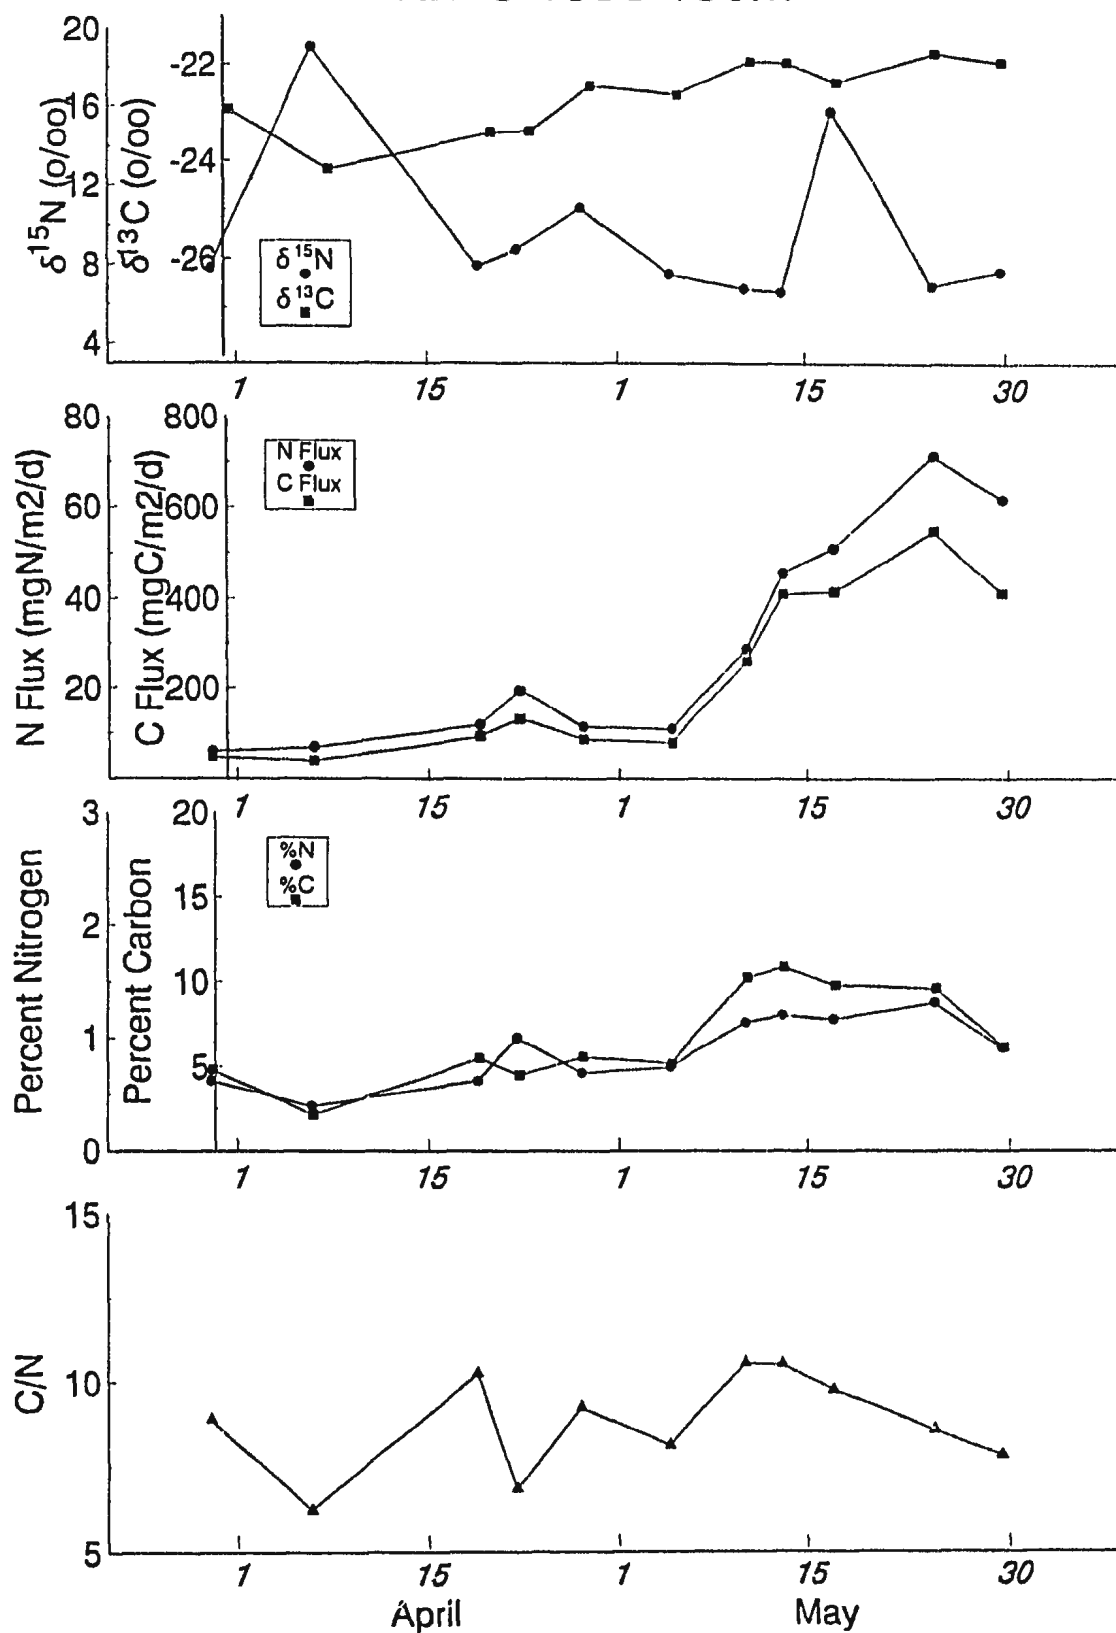 20
16
12
8
4
δ15N (o/oo)
δ13C (o/oo)
-22
-24
-26
δ 15N
δ 13C
1 15 1 15 30
80
60
40
20
N Flux (mgN/m2/d)
C Flux (mgC/m2/d)
800
600
400
200
N Flux
C Flux
1 15 1 15 30
3
2
1
0
Percent Nitrogen
Percent Carbon
20
15
10
5
%N
%C
1 15 1 15 30
15
10
5
C/N
1 15 1 15 30
April May